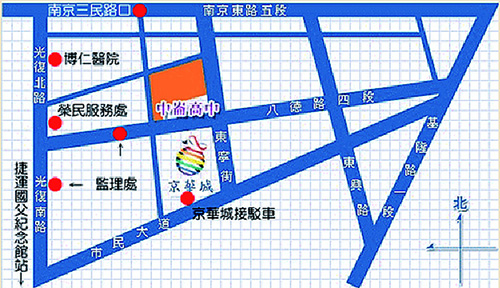 南京三民路口
南京東路五段
光復北路
博仁醫院
中崙高中
榮民服務處
八德路四段
基隆路一段
東寧街
監理處
京華城
東興路
光復南路
京華城接駁車
市民大道
捷運國父紀念館站
北